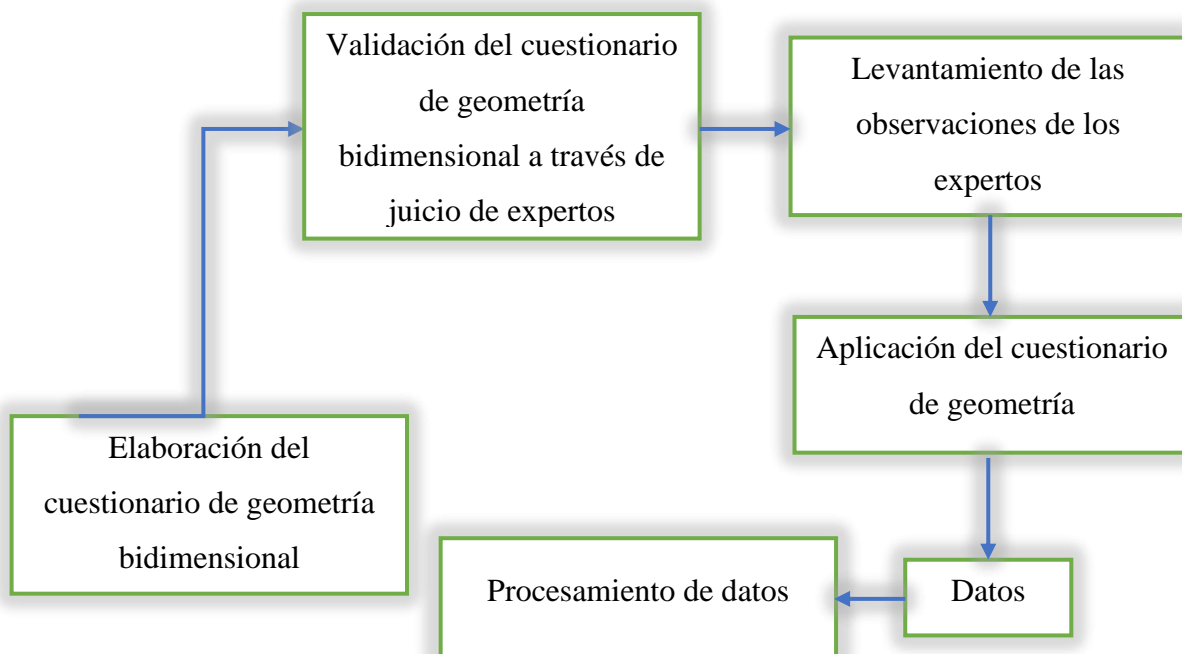 Validación del cuestionario
de geometría
bidimensional a través de
juicio de expertos
Levantamiento de las
observaciones de los
expertos
Aplicación del cuestionario
de geometría
Elaboración del
cuestionario de geometría
bidimensional
Procesamiento de datos
Datos